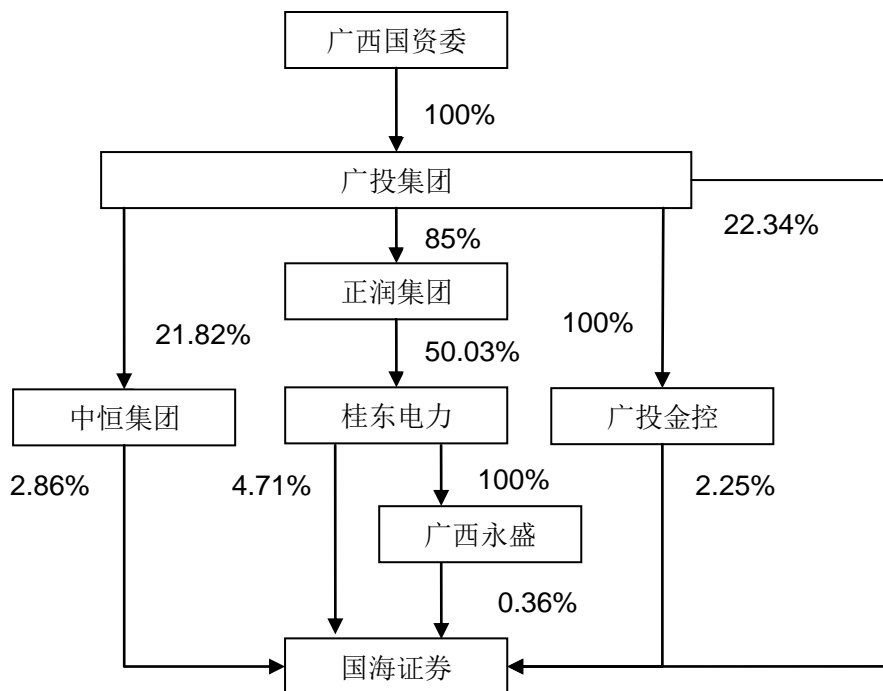 广西国资委
100%
广投集团
22.34%
85%
正润集团
21.82%
100%
50.03%
中恒集团
桂东电力
广投金控
2.86%
4.71%
100%
2.25%
广西永盛
0.36%
国海证券